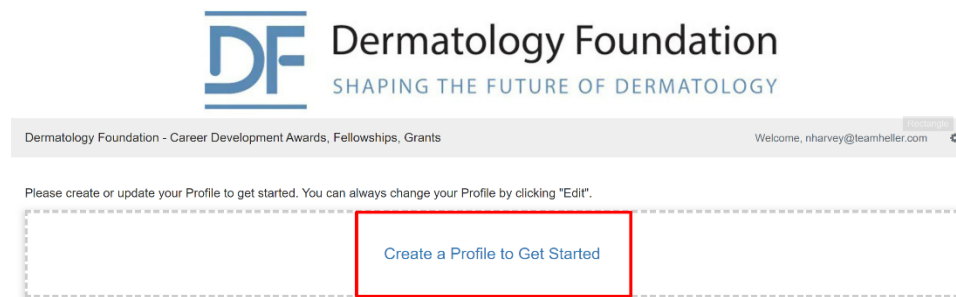 DF
Dermatology Foundation
SHAPING THE FUTURE OF DERMATOLOGY
Rectangle
Dermatology Foundation - Career Development Awards, Fellowships, Grants
Welcome, nharvey@teamheller.com
Please create or update your Profile to get started. You can always change your Profile by clicking "Edit".
Create a Profile to Get Started